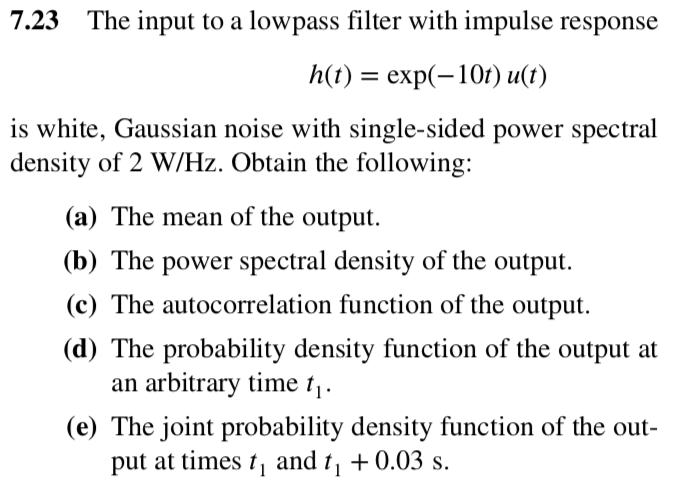 7.23 The input to a lowpass filter with impulse response
h(t) = exp(−10t) u(t)
is white, Gaussian noise with single-sided power spectral
density of 2 W/Hz. Obtain the following:
(a) The mean of the output.
(b) The power spectral density of the output.
(c) The autocorrelation function of the output.
(d) The probability density function of the output at
an arbitrary time t₁.
(e) The joint probability density function of the out-
put at times t₁ and t₁ + 0.03 s.